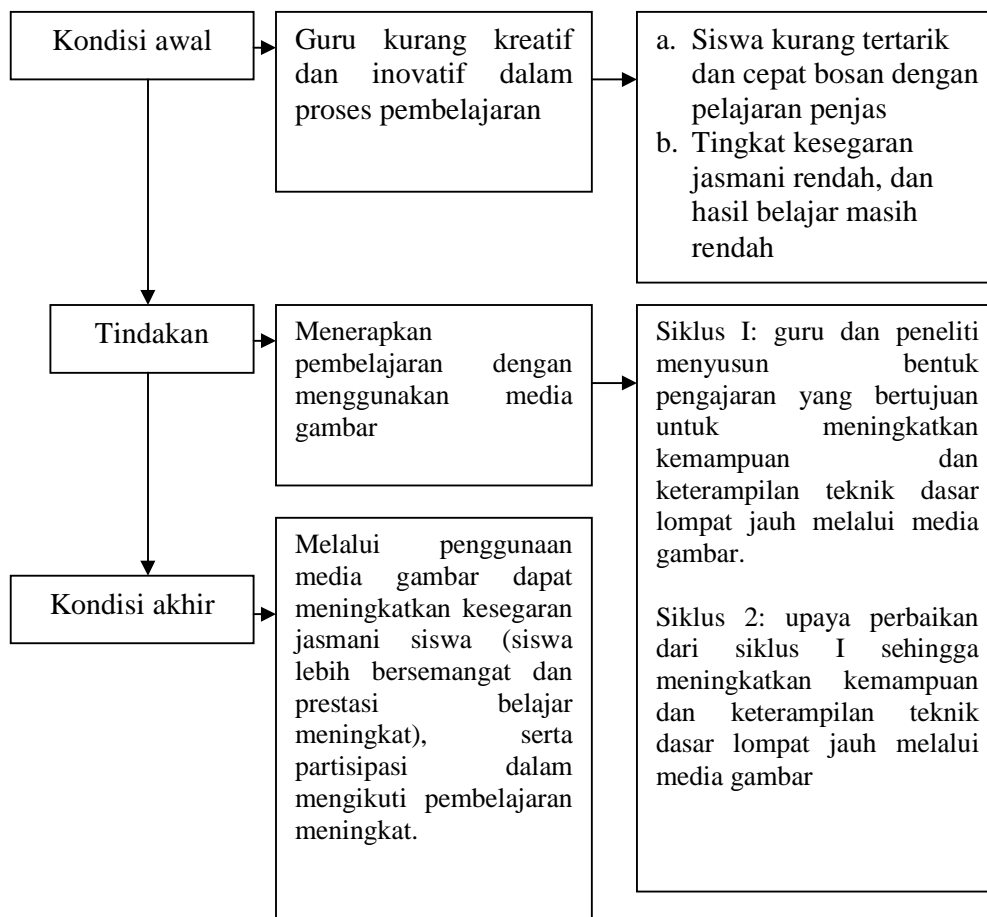 Kondisi awal
Guru kurang kreatif
dan inovatif dalam
proses pembelajaran
a. Siswa kurang tertarik
dan cepat bosan dengan
pelajaran penjas
b. Tingkat kesegaran
jasmani rendah, dan
hasil belajar masih
rendah
Tindakan
Menerapkan
pembelajaran dengan
menggunakan media
gambar
Siklus I: guru dan peneliti
menyusun bentuk
pengajaran yang bertujuan
untuk meningkatkan
kemampuan dan
keterampilan teknik dasar
lompat jauh melalui media
gambar.
Siklus 2: upaya perbaikan
dari siklus I sehingga
meningkatkan kemampuan
dan keterampilan teknik
dasar lompat jauh melalui
media gambar
Kondisi akhir
Melalui penggunaan
media gambar dapat
meningkatkan kesegaran
jasmani siswa (siswa
lebih bersemangat dan
prestasi belajar
meningkat), serta
partisipasi dalam
mengikuti pembelajaran
meningkat.